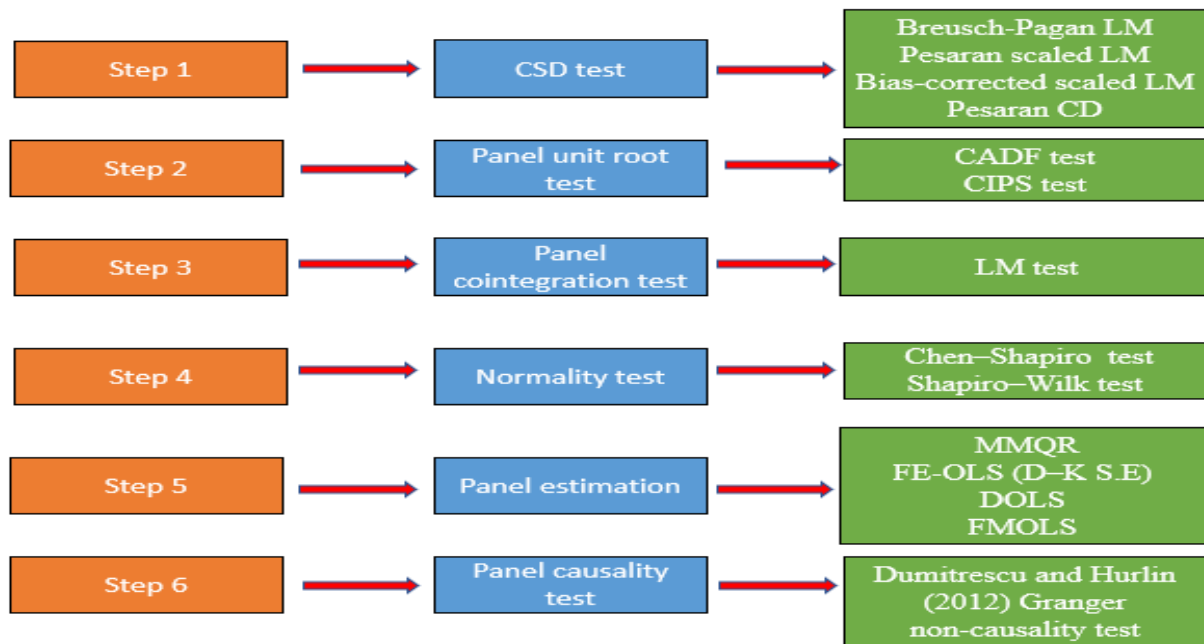 Step 1
CSD test
Breusch-Pagan LM
Pesaran scaled LM
Bias-corrected scaled LM
Pesaran CD
Step 2
Panel unit root
test
CADF test
CIPS test
Step 3
Panel
cointegration test
LM test
Step 4
Normality test
Chen–Shapiro test
Shapiro–Wilk test
Step 5
Panel estimation
MMQR
FE-OLS (D–K S.E)
DOLS
FMOLS
Step 6
Panel causality
test
Dumitrescu and Hurlin
(2012) Granger
non-causality test